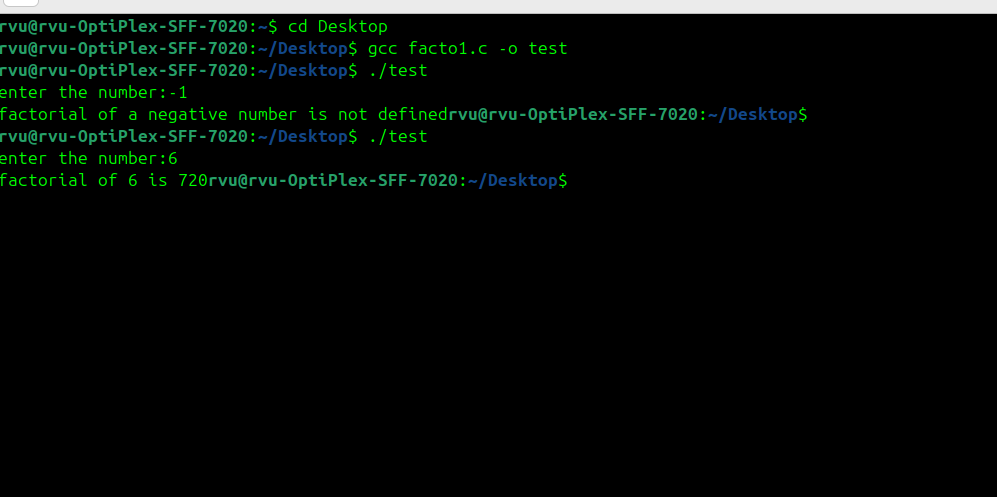 rvu@rvu-OptiPlex-SFF-7020:~$ cd Desktop
rvu@rvu-OptiPlex-SFF-7020:~/Desktop$ gcc facto1.c -o test
rvu@rvu-OptiPlex-SFF-7020:~/Desktop$ ./test
enter the number:-1
factorial of a negative number is not definedrvu@rvu-OptiPlex-SFF-7020:~/Desktop$
rvu@rvu-OptiPlex-SFF-7020:~/Desktop$ ./test
enter the number:6
factorial of 6 is 720rvu@rvu-OptiPlex-SFF-7020:~/Desktop$